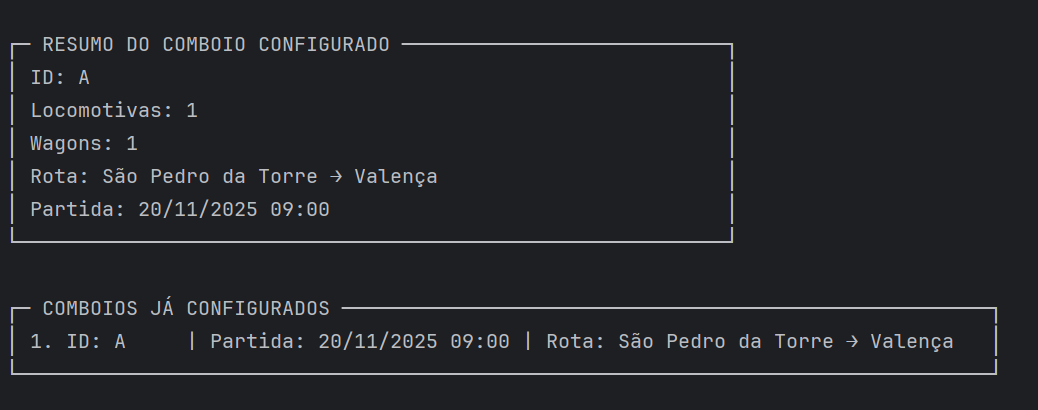 RESUMO DO COMBOIO CONFIGURADO
ID: A
Locomotivas: 1
Wagons: 1
Rota: São Pedro da Torre → Valença
Partida: 20/11/2025 09:00
COMBOIOS JÁ CONFIGURADOS
1. ID: A | Partida: 20/11/2025 09:00 | Rota: São Pedro da Torre → Valença